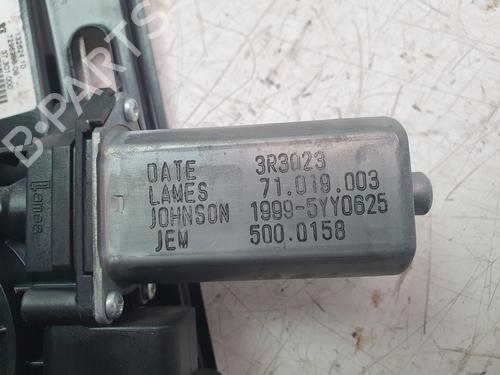 B-PARTS
DATE 3R3023
LAMES 71.019.003
JOHNSON 1999-5YY0625
JEM 500.0158
Lames